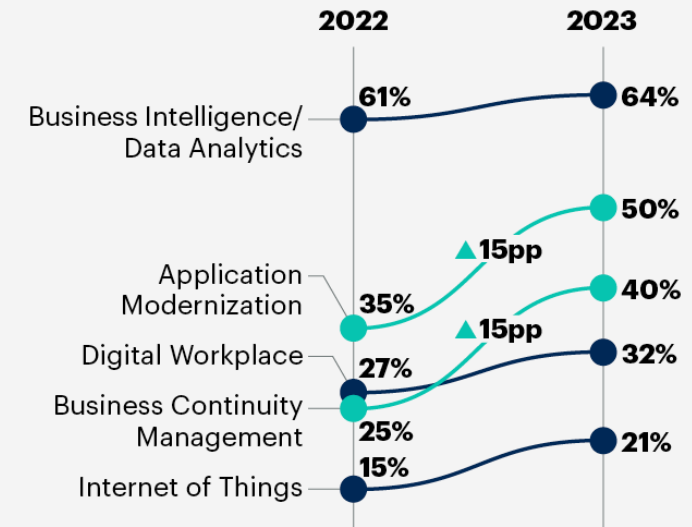 2022 2023
61%
64%
Business Intelligence/
Data Analytics
50%
▲15pp
Application
Modernization
35%
40%
▲15pp
Digital Workplace
27%
32%
Business Continuity
Management
25%
21%
15%
Internet of Things